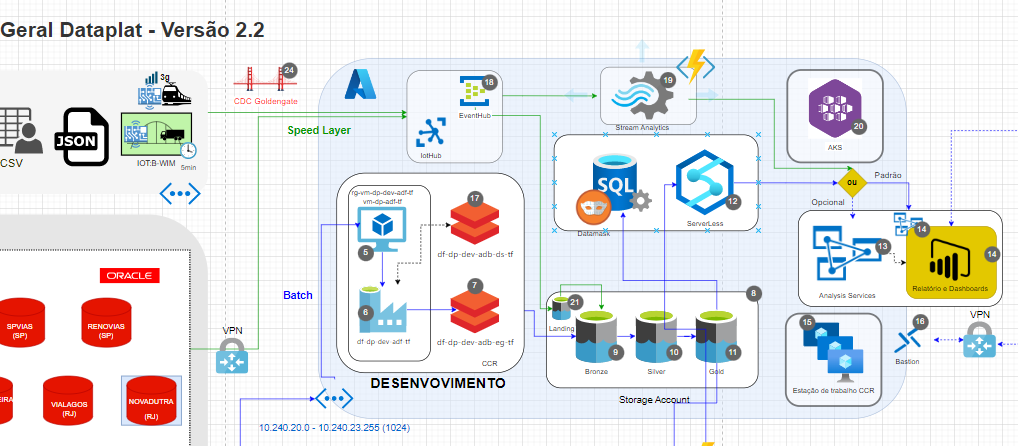 Geral Dataplat - Versão 2.2
3g
24
CDC Goldengate
CSV
JSON
IOT:B-WIM
5min
Speed Layer
18
EventHub
IotHub
19
Stream Analytics
20
AKS
rg-vm-dp-dev-adf-tf
vm-dp-adf-tf
5
17
df-dp-dev-adb-ds-tf
6
df-dp-dev-adf-tf
7
df-dp-dev-adb-eg-tf
CCR
DESENVOVIMENTO
SQL
Datamask
12
ServerLess
ou
Padrão
Opcional
13
Analysis Services
14
14
Relatório e Dashboards
ORACLE
SPVIAS
(SP)
RENOVIAS
(SP)
EIRA
VIALAGOS
(RJ)
NOVADUTRA
(RJ)
Batch
VPN
8
21
Landing
9
Bronze
10
Silver
11
Gold
Storage Account
15
Estação de trabalho CCR
16
Bastion
VPN
10.240.20.0 - 10.240.23.255 (1024)